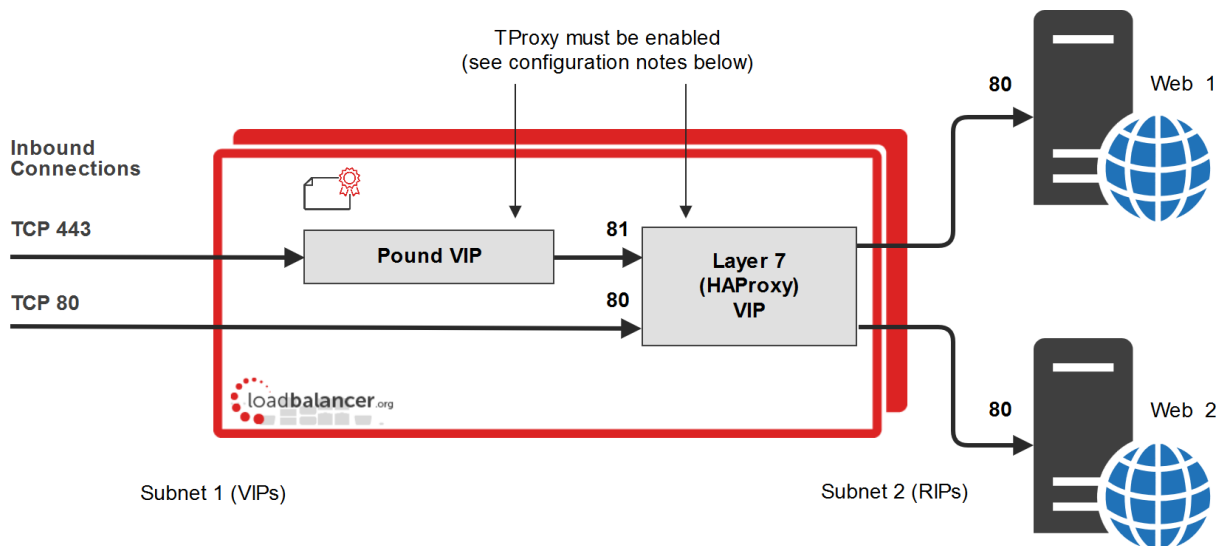 TProxy must be enabled
(see configuration notes below)
80
Web 1
Inbound
Connections
TCP 443
81
Pound VIP
Layer 7
(HAProxy)
VIP
TCP 80
80
loadbalancer.org
80
Web 2
Subnet 1 (VIPs)
Subnet 2 (RIPs)